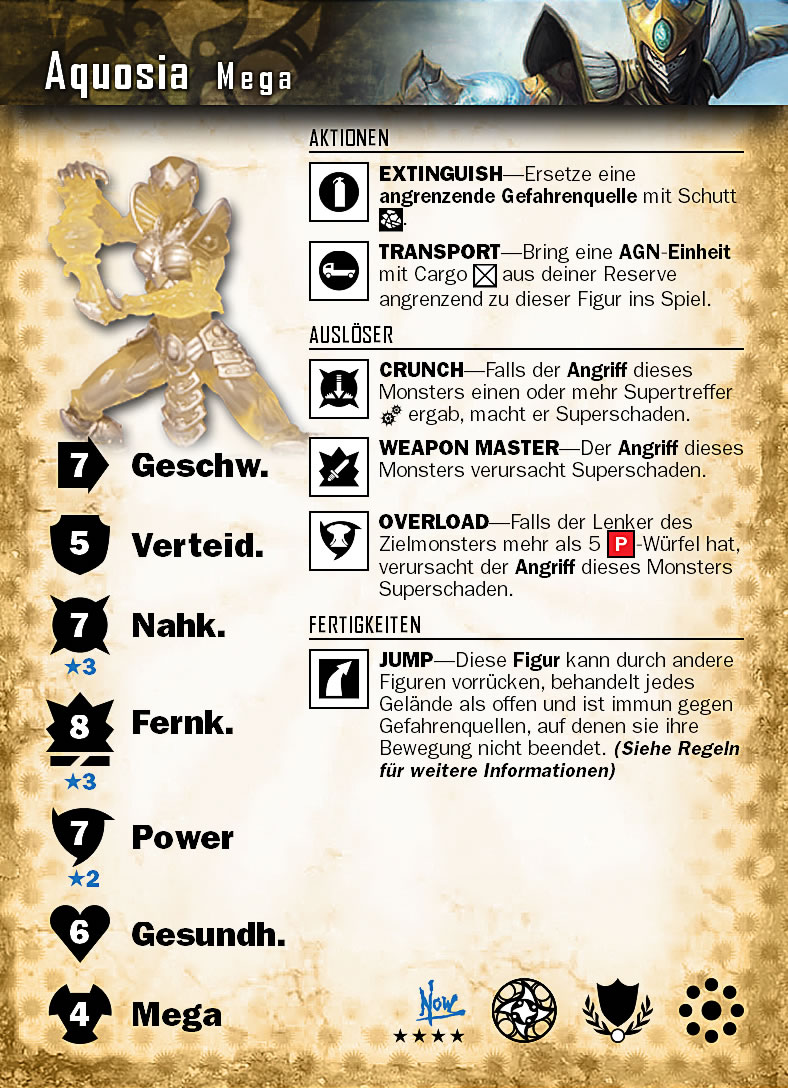 Aquosia Mega
AKTIONEN
EXTINGUISH—Ersetze eine
angrenzende Gefahrenquelle mit Schutt
.
TRANSPORT—Bring eine AGN-Einheit
mit Cargo aus deiner Reserve
angrenzend zu dieser Figur ins Spiel.
AUSLÖSER
CRUNCH—Falls der Angriff dieses
Monsters einen oder mehr Supertreffer
ergab, macht er Superschaden.
WEAPON MASTER—Der Angriff dieses
Monsters verursacht Superschaden.
OVERLOAD—Falls der Lenker des
Zielmonsters mehr als 5 P-Würfel hat,
verursacht der Angriff dieses Monsters
Superschaden.
FERTIGKEITEN
JUMP—Diese Figur kann durch andere
Figuren vorrücken, behandelt jedes
Gelände als offen und ist immun gegen
Gefahrenquellen, auf denen sie ihre
Bewegung nicht beendet. (Siehe Regeln
für weitere Informationen)
7 Geschw.
5 Verteid.
7 Nahk.
★3
8 Fernk.
★3
7 Power
★2
6 Gesundh.
4 Mega
Now
★★★★